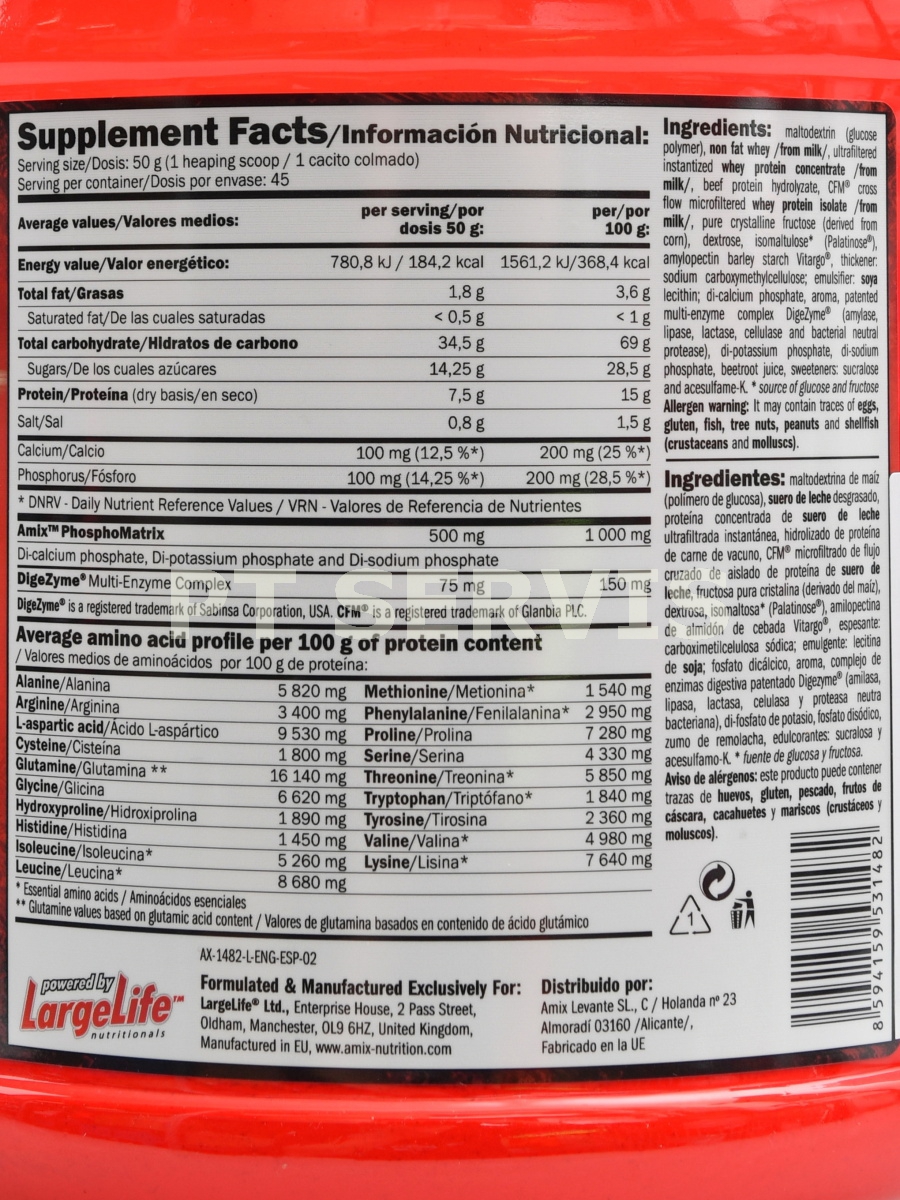 Supplement Facts/Información Nutricional:
Serving size/Dosis: 50 g (1 heaping scoop / 1 cacito colmado)
Serving per container/Dosis por envase: 45
Average values/Valores medios: per serving/por dosis 50 g: per/por 100 g:
Energy value/Valor energético: 780,8 kJ / 184,2 kcal 1561,2 kJ/368,4 kcal
Total fat/Grasas 1,8 g 3,6 g
Saturated fat/De las cuales saturadas < 0,5 g < 1 g
Total carbohydrate/Hidratos de carbono 34,5 g 69 g
Sugars/De los cuales azúcares 14,25 g 28,5 g
Protein/Proteína (dry basis/en seco) 7,5 g 15 g
Salt/Sal 0,8 g 1,5 g
Calcium/Calcio 100 mg (12,5 %*) 200 mg (25 %*)
Phosphorus/Fósforo 100 mg (14,25 %*) 200 mg (28,5 %*)
* DNRV - Daily Nutrient Reference Values / VRN - Valores de Referencia de Nutrientes
Amix™ PhosphoMatrix 500 mg 1 000 mg
Di-calcium phosphate, Di-potassium phosphate and Di-sodium phosphate
DigeZyme® Multi-Enzyme Complex 75 mg 150 mg
DigeZyme® is a registered trademark of Sabinsa Corporation, USA. CFM® is a registered trademark of Glanbia PLC.
PT SERVIS
Average amino acid profile per 100 g of protein content
/ Valores medios de aminoácidos por 100 g de proteína:
Alanine/Alanina 5 820 mg
Arginine/Arginina 3 400 mg
L-aspartic acid/Ácido L-aspártico 9 530 mg
Cysteine/Cisteína 1 800 mg
Glutamine/Glutamina ** 16 140 mg
Glycine/Glicina 6 620 mg
Hydroxyproline/Hidroxiprolina 1 890 mg
Histidine/Histidina 1 450 mg
Isoleucine/Isoleucina* 5 260 mg
Leucine/Leucina* 8 680 mg
Methionine/Metionina* 1 540 mg
Phenylalanine/Fenilalanina* 2 950 mg
Proline/Prolina 7 280 mg
Serine/Serina 4 330 mg
Threonine/Treonina* 5 850 mg
Tryptophan/Triptófano* 1 840 mg
Tyrosine/Tirosina 2 360 mg
Valine/Valina* 4 980 mg
Lysine/Lisina* 7 640 mg
* Essential amino acids / Aminoácidos esenciales
** Glutamine values based on glutamic acid content / Valores de glutamina basados en contenido de ácido glutámico
Ingredients: maltodextrin (glucose
polymer), non fat whey /from milk/, ultrafiltered
instantized whey protein concentrate /from
milk/, beef protein hydrolyzate, CFM® cross
flow microfiltered whey protein isolate /from
milk/, pure crystalline fructose (derived from
corn), dextrose, isomaltulose* (Palatinose®),
amylopectin barley starch Vitargo®, thickener:
sodium carboxymethylcellulose; emulsifier: soya
lecithin; di-calcium phosphate, aroma, patented
multi-enzyme complex DigeZyme® (amylase,
lipase, lactase, cellulase and bacterial neutral
protease), di-potassium phosphate, di-sodium
phosphate, beetroot juice, sweeteners: sucralose
and acesulfame-K. * source of glucose and fructose
Allergen warning: It may contain traces of eggs,
gluten, fish, tree nuts, peanuts and shellfish
(crustaceans and molluscs).
Ingredientes: maltodextrina de maíz
(polímero de glucosa), suero de leche desgrasado,
proteína concentrada de suero de leche
ultrafiltrada instantánea, hidrolizado de proteína
de carne de vacuno, CFM® microfiltrado de flujo
cruzado de aislado de proteína de suero de
leche, fructosa pura cristalina (derivado del maíz),
dextrosa, isomaltosa* (Palatinose®), amilopectina
de almidón de cebada Vitargo®, espesante:
carboximetilcelulosa sódica; emulgente: lecitina
de soja; fosfato dicálcico, aroma, complejo de
enzimas digestiva patentado Digezyme® (amilasa,
lipasa, lactasa, celulasa y proteasa neutra
bacteriana), di-fosfato de potasio, fosfato disódico,
zumo de remolacha, edulcorantes: sucralosa y
acesulfamo-K. * fuente de glucosa y fructosa.
Aviso de alérgenos: este producto puede contener
trazas de huevos, gluten, pescado, frutos de
cáscara, cacahuetes y mariscos (crustáceos y
moluscos).
1
8 594159 531482
AX-1482-L-ENG-ESP-02
powered by
LargeLife™
nutritionals
Formulated & Manufactured Exclusively For:
LargeLife® Ltd., Enterprise House, 2 Pass Street,
Oldham, Manchester, OL9 6HZ, United Kingdom,
Manufactured in EU, www.amix-nutrition.com
Distribuido por:
Amix Levante SL., C / Holanda nº 23
Almoradí 03160 /Alicante/,
Fabricado en la UE